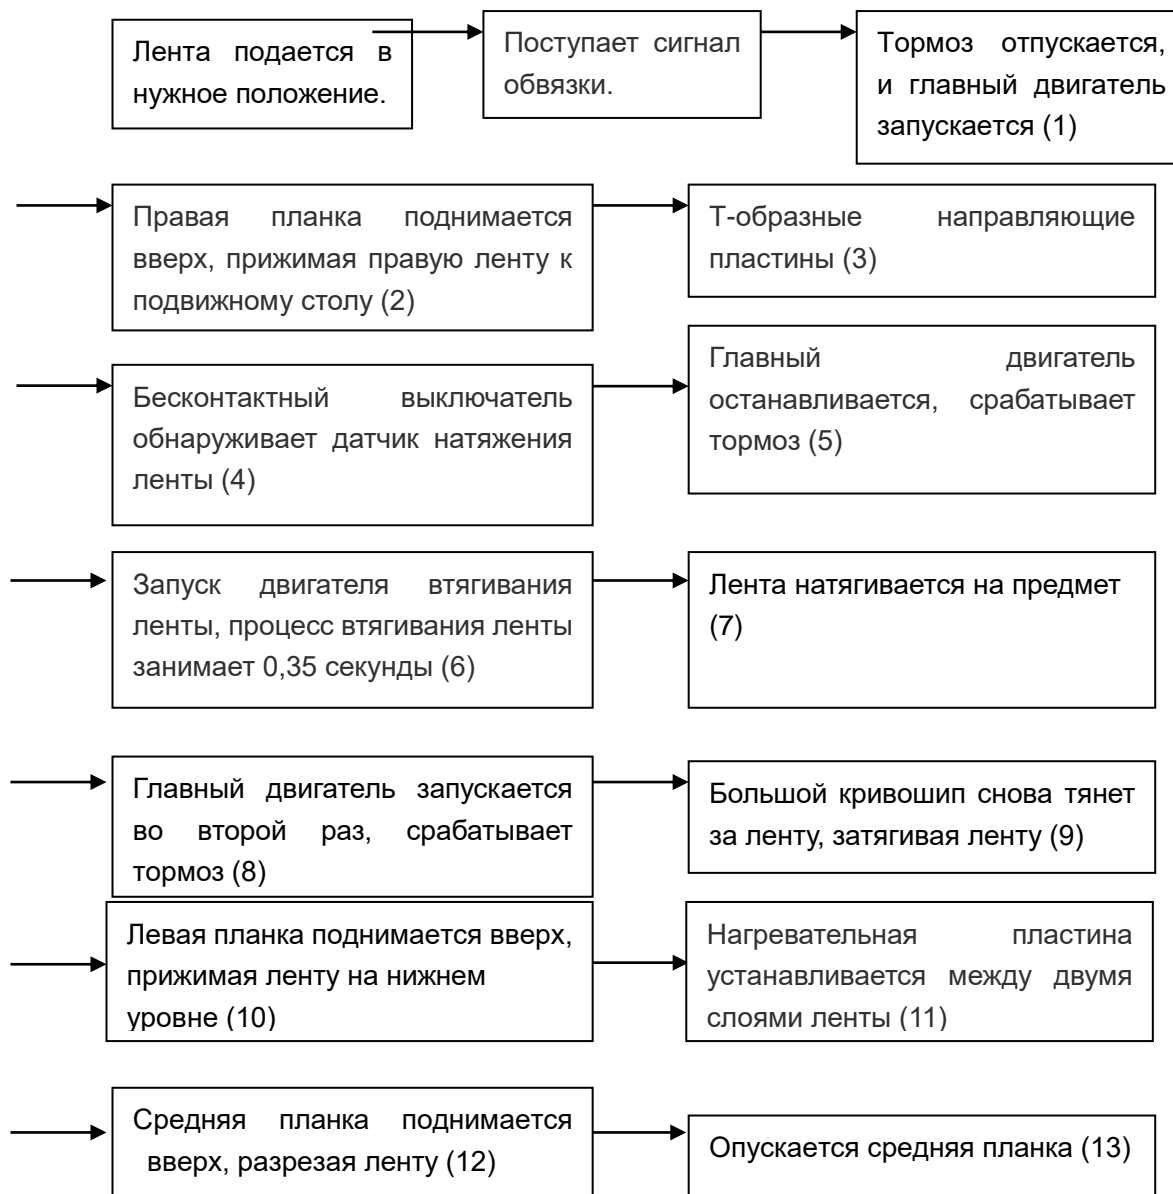 Лента подается в
нужное положение.
Поступает сигнал
обвязки.
Тормоз отпускается,
и главный двигатель
запускается (1)
Правая планка поднимается
вверх, прижимая правую ленту к
подвижному столу (2)
Т-образные направляющие
пластины (3)
Бесконтактный выключатель
обнаруживает датчик натяжения
ленты (4)
Главный двигатель
останавливается, срабатывает
тормоз (5)
Запуск двигателя втягивания
ленты, процесс втягивания ленты
занимает 0,35 секунды (6)
Лента натягивается на предмет
(7)
Главный двигатель запускается
во второй раз, срабатывает
тормоз (8)
Большой кривошип снова тянет
за ленту, затягивая ленту (9)
Левая планка поднимается вверх,
прижимая ленту на нижнем
уровне (10)
Нагревательная пластина
устанавливается между двумя
слоями ленты (11)
Средняя планка поднимается
вверх, разрезая ленту (12)
Опускается средняя планка (13)